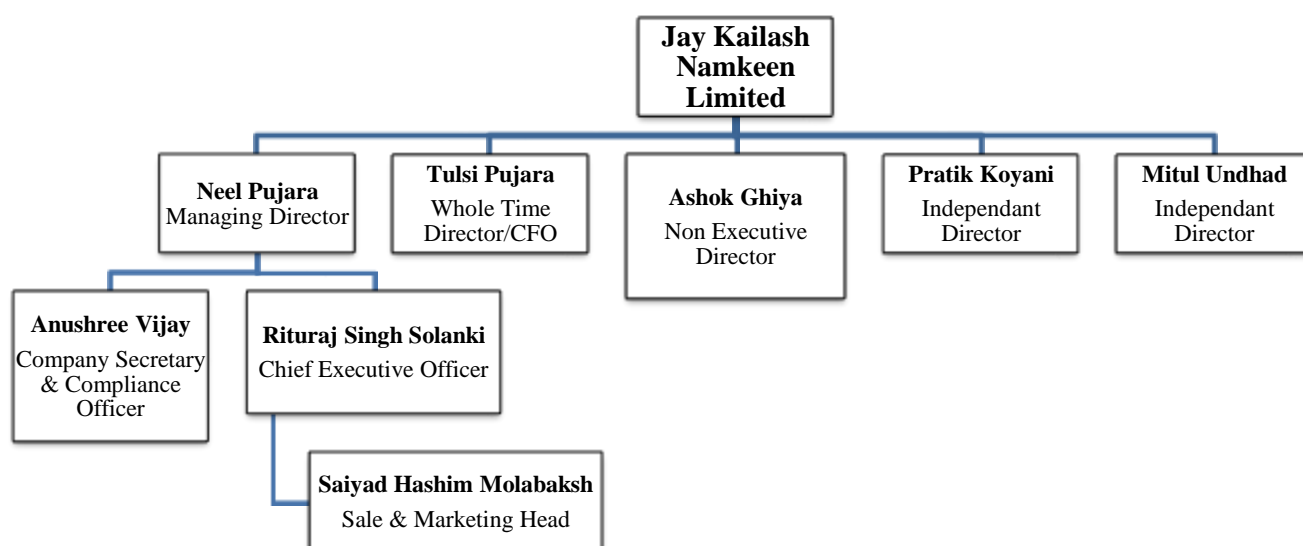 Jay Kailash
Namkeen
Limited
Neel Pujara
Managing Director
Tulsi Pujara
Whole Time
Director/CFO
Ashok Ghiya
Non Executive
Director
Pratik Koyani
Independant
Director
Mitul Undhad
Independant
Director
Anushree Vijay
Company Secretary
& Compliance
Officer
Rituraj Singh Solanki
Chief Executive Officer
Saiyad Hashim Molabaksh
Sale & Marketing Head